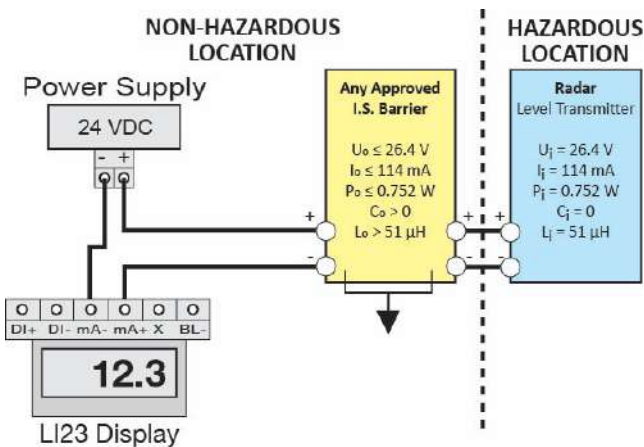 NON-HAZARDOUS
LOCATION
HAZARDOUS
LOCATION
Power Supply
24 VDC
- +
Any Approved
I.S. Barrier
Uₒ ≤ 26.4 V
Iₒ ≤ 114 mA
Pₒ ≤ 0.752 W
Cₒ > 0
Lₒ > 51 µH
Radar
Level Transmitter
Uᵢ = 26.4 V
Iᵢ = 114 mA
Pᵢ = 0.752 W
Cᵢ = 0
Lᵢ = 51 µH
+ + +
- - -
DI+ DI- mA- mA+ X BL-
12.3
LI23 Display